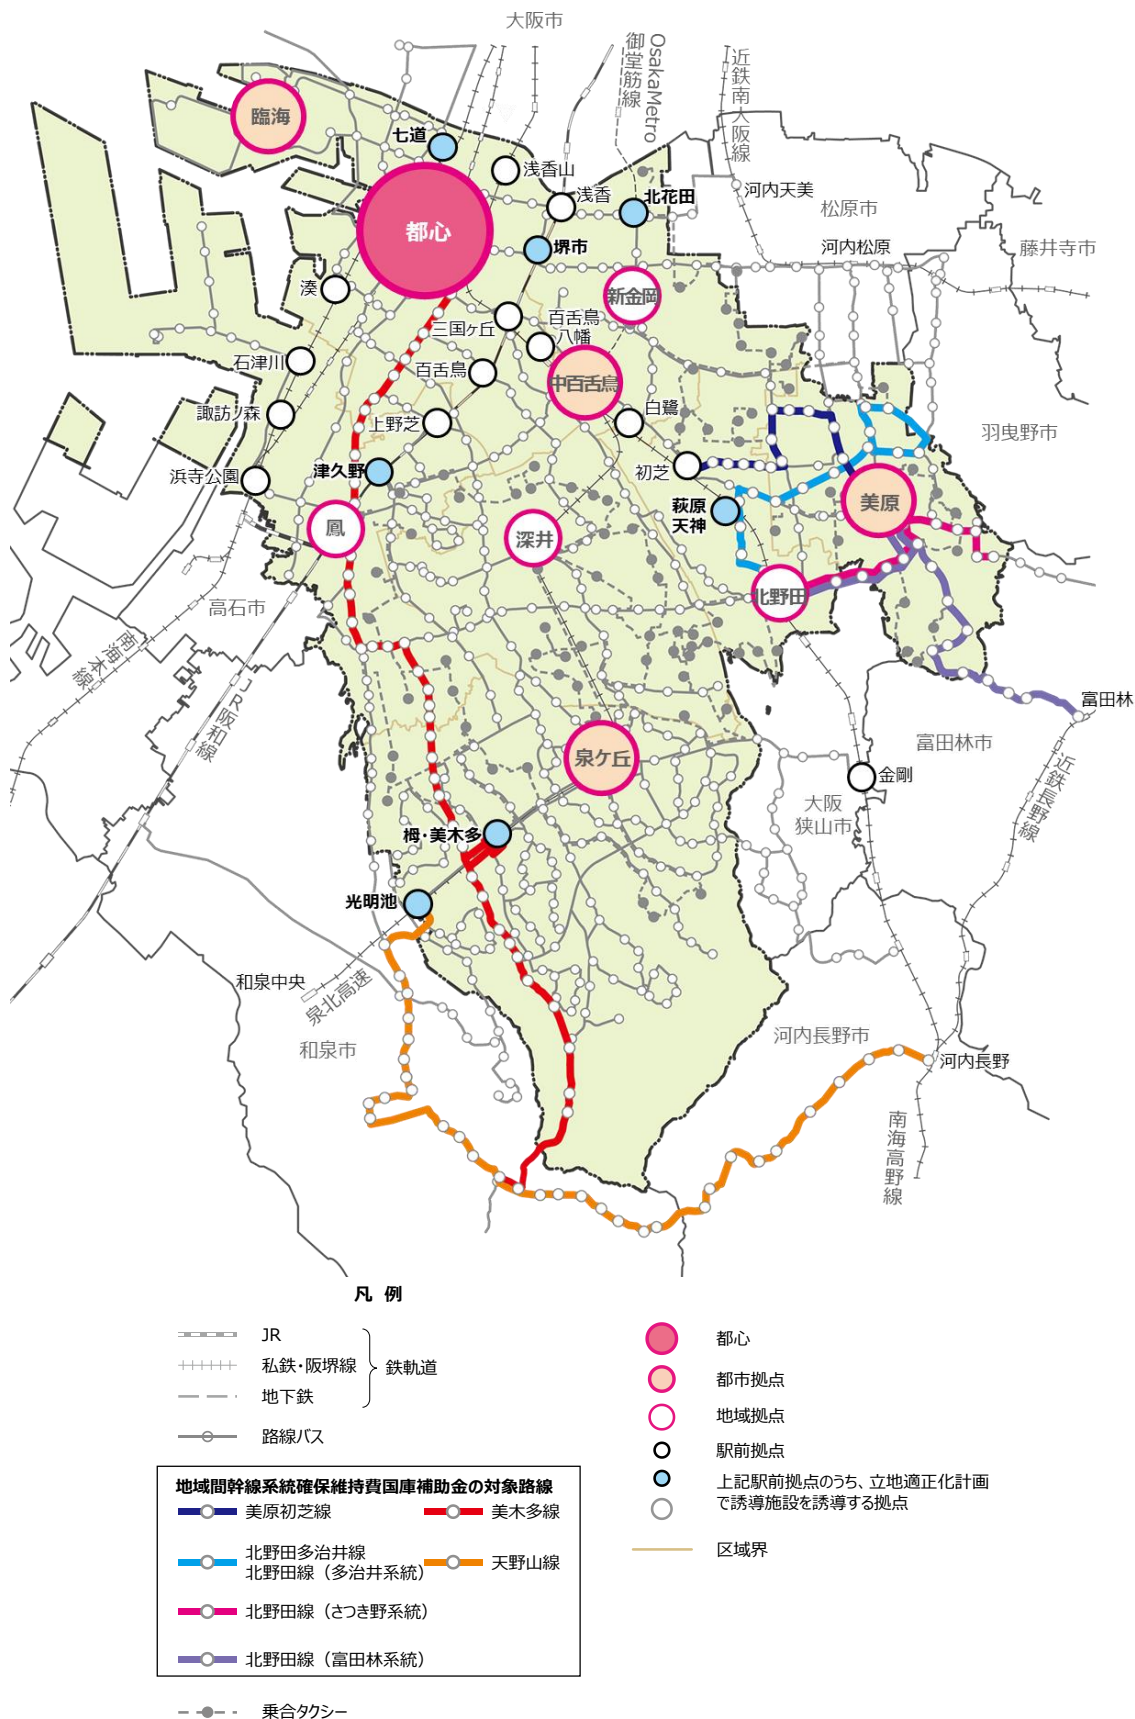 大阪市
御堂筋線
OsakaMetro
近鉄南大阪線
臨海
七道
浅香山
浅香
北花田
河内天美
松原市
都心
堺市
河内松原
藤井寺市
湊
新金岡
三国ヶ丘
百舌鳥
八幡
石津川
百舌鳥
中百舌鳥
諏訪ノ森
上野芝
白鷺
羽曳野市
浜寺公園
津久野
初芝
美原
鳳
深井
萩原
天神
北野田
高石市
南海本線
JR阪和線
富田林
富田林市
泉ケ丘
金剛
近鉄長野線
大阪
狭山市
栂・美木多
光明池
和泉中央
泉北高速
和泉市
河内長野市
河内長野
南海高野線
凡 例
JR
私鉄・阪堺線
地下鉄
鉄軌道
路線バス
地域間幹線系統確保維持費国庫補助金の対象路線
美原初芝線
美木多線
北野田多治井線
北野田線（多治井系統）
天野山線
北野田線（さつき野系統）
北野田線（富田林系統）
乗合タクシー
都心
都市拠点
地域拠点
駅前拠点
上記駅前拠点のうち、立地適正化計画
で誘導施設を誘導する拠点
区域界